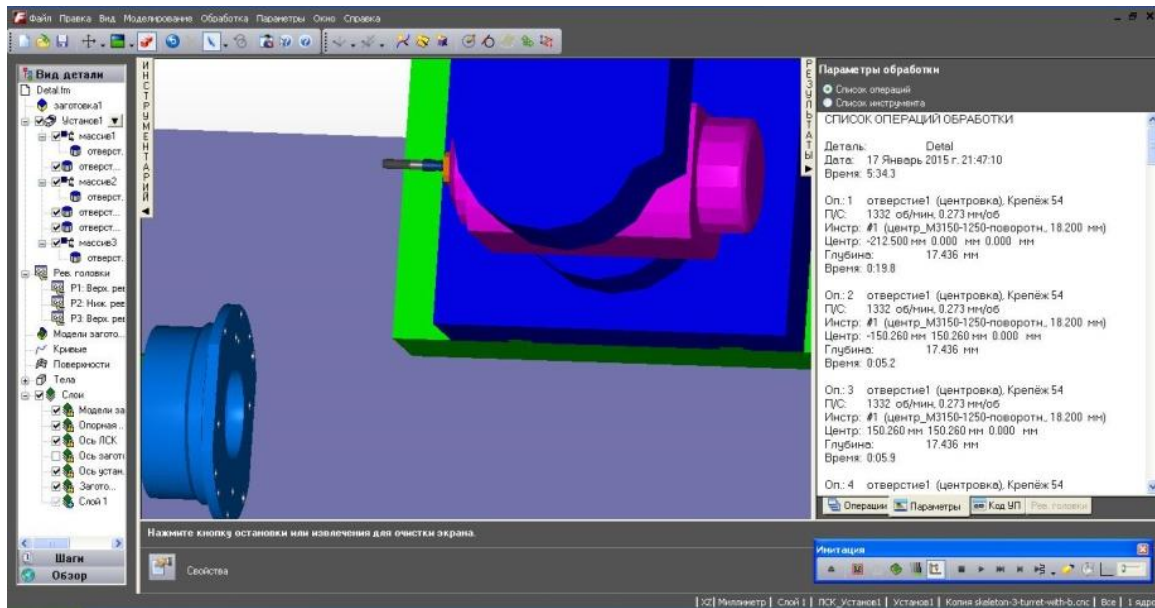 Файл Правка Вид Моделирование Обработка Параметры Окно Справка
Вид детали
Detal.fm
заготовка1
Установ1
массив1
отверст.
отверст...
массив2
отверст.
отверст...
отверст...
массив3
отверст.
Рев. головки
P1: Верх. рев
P2: Ниж. рев
P3: Верх. рев
Модели загото...
Кривые
Поверхности
Тела
Слои
Модели за
Опорная ..
Ось ЛСК
Ось загото
Ось устан.
Загото...
Слой 1
Шаги
Обзор
ИНСТРУМЕНТАРИЙ
РЕЗУЛЬТАТЫ
Параметры обработки
Список операций
Список инструмента
СПИСОК ОПЕРАЦИЙ ОБРАБОТКИ
Деталь: Detal
Дата: 17 Январь 2015 г. 21:47:10
Время: 5:34.3
Оп.: 1 отверстие1 (центровка), Крепёж 54
П/С: 1332 об/мин, 0.273 мм/об
Инстр: #1 (центр_М3150-1250-поворотн., 18.200 мм)
Центр: -212.500 мм 0.000 мм 0.000 мм
Глубина: 17.436 мм
Время: 0:19.8
Оп.: 2 отверстие1 (центровка), Крепёж 54
П/С: 1332 об/мин, 0.273 мм/об
Инстр: #1 (центр_М3150-1250-поворотн., 18.200 мм)
Центр: -150.260 мм 150.260 мм 0.000 мм
Глубина: 17.436 мм
Время: 0:05.2
Оп.: 3 отверстие1 (центровка), Крепёж 54
П/С: 1332 об/мин, 0.273 мм/об
Инстр: #1 (центр_М3150-1250-поворотн., 18.200 мм)
Центр: 150.260 мм 150.260 мм 0.000 мм
Глубина: 17.436 мм
Время: 0:05.9
Оп.: 4 отверстие1 (центровка), Крепёж 54
Операции Параметры Код УП Рев. головки
Нажмите кнопку остановки или извлечения для очистки экрана.
Свойства
Имитация
XZ | Миллиметр | Слой 1 | ЛСК_Установ1 | Установ1 | Копия skeleton-3-turret-with-b.cnc | Все | 1 ядро